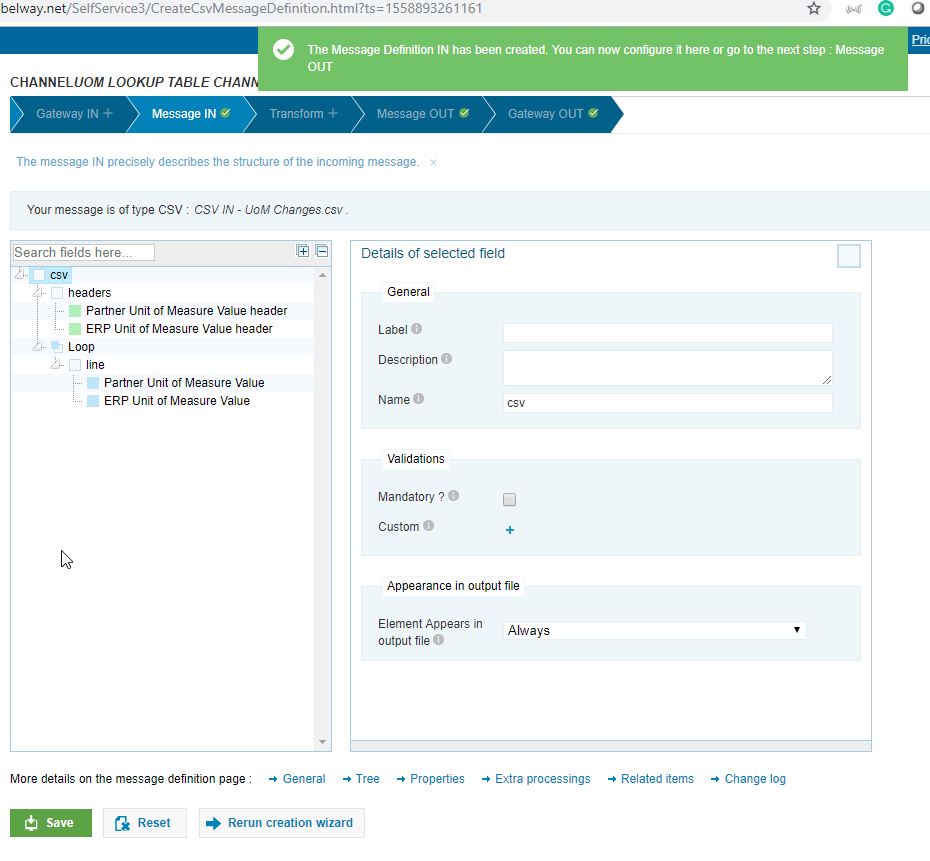 belway.net/SelfService3/CreateCsvMessageDefinition.html?ts=1558893261161
The Message Definition IN has been created. You can now configure it here or go to the next step : Message
OUT
Pric
CHANNELUOM LOOKUP TABLE CHANN
Gateway IN + Message IN Transform + Message OUT Gateway OUT
The message IN precisely describes the structure of the incoming message. ×
Your message is of type CSV : CSV IN - UoM Changes.csv .
Search fields here...
csv
headers
Partner Unit of Measure Value header
ERP Unit of Measure Value header
Loop
line
Partner Unit of Measure Value
ERP Unit of Measure Value
Details of selected field
General
Label
Description
Name csv
Validations
Mandatory ?
Custom +
Appearance in output file
Element Appears in
output file Always
More details on the message definition page : → General → Tree → Properties → Extra processings → Related items → Change log
Save Reset Rerun creation wizard